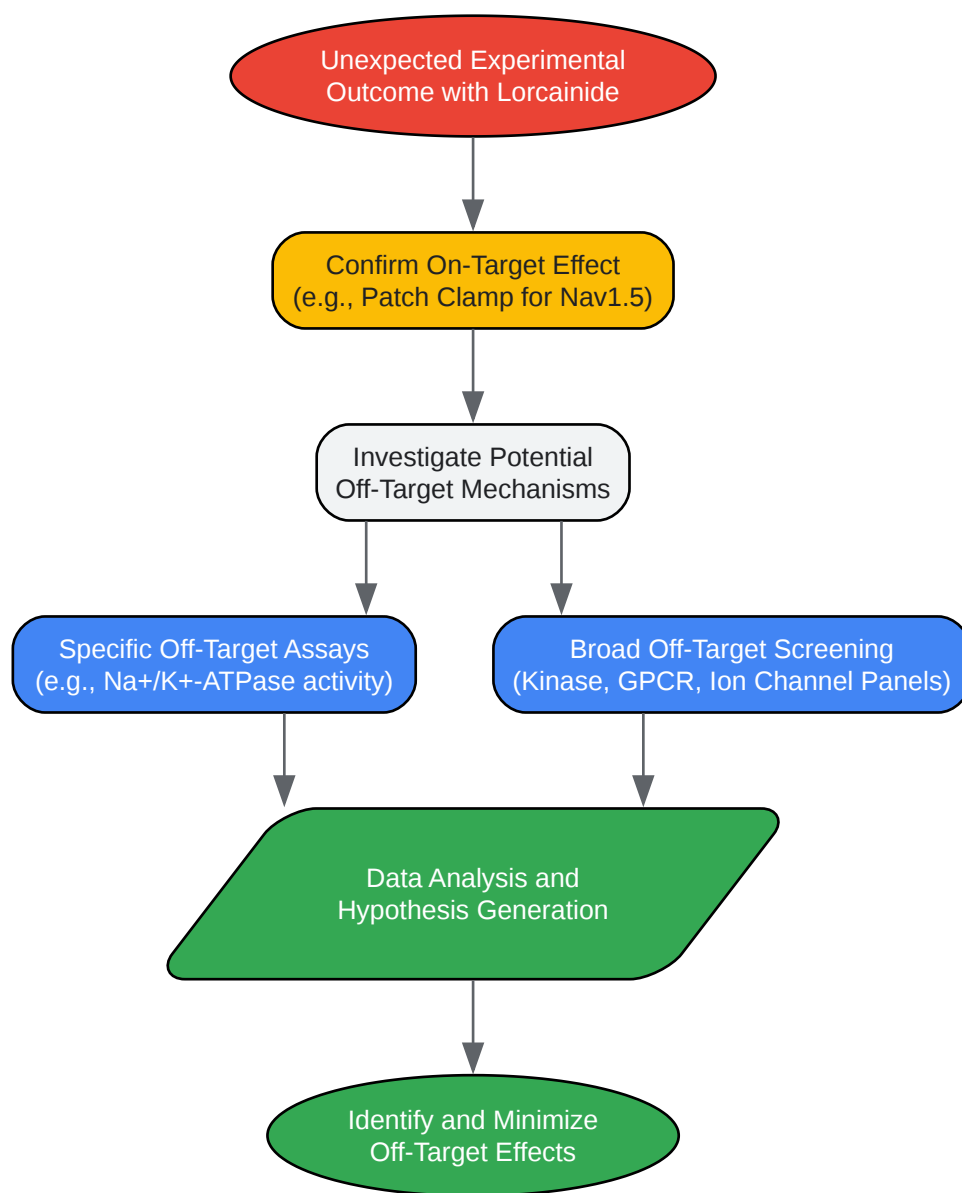 Unexpected Experimental
Outcome with Lorcainide
Confirm On-Target Effect
(e.g., Patch Clamp for Nav1.5)
Investigate Potential
Off-Target Mechanisms
Specific Off-Target Assays
(e.g., Na+/K+-ATPase activity)
Broad Off-Target Screening
(Kinase, GPCR, Ion Channel Panels)
Data Analysis and
Hypothesis Generation
Identify and Minimize
Off-Target Effects